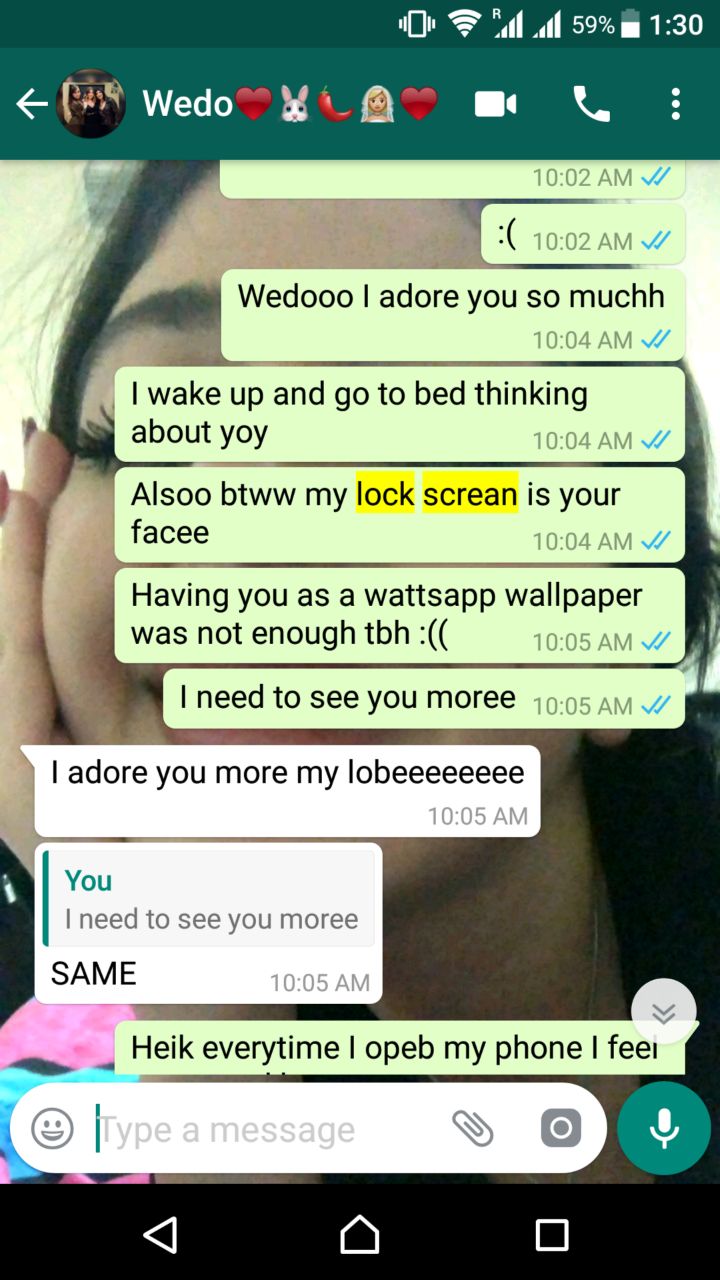 R 59% 1:30
Wedo❤️🐰🌶️👰🏼❤️
10:02 AM
:( 10:02 AM
Wedooo I adore you so muchh
10:04 AM
I wake up and go to bed thinking
about yoy 10:04 AM
Alsoo btww my lock screan is your
facee 10:04 AM
Having you as a wattsapp wallpaper
was not enough tbh :(( 10:05 AM
I need to see you moree 10:05 AM
I adore you more my lobeeeeeeee
10:05 AM
You
I need to see you moree
SAME 10:05 AM
Heik everytime I opeb my phone I feel
Type a message